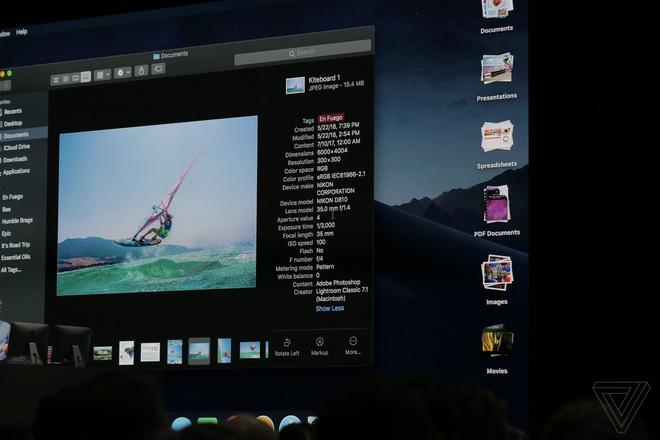 ndow Help
Documents
Search
Kiteboard 1
JPEG image - 15.4 MB
Recents
Desktop
Documents
iCloud Drive
Downloads
Applications
En Fuego
Bae
Humble Brags
Epic
It's Road Trip
Essential Oils
All Tags...
Tags En Fuego
Created 5/22/18, 7:39 PM
Modified 5/22/18, 2:54 PM
Content 7/10/17, 12:00 AM
Dimensions 6000×4004
Resolution 300×300
Color space RGB
Color profile sRGB IEC61966-2.1
Device make NIKON
CORPORATION
Device model NIKON D810
Lens model 35.0 mm f/1.4
Aperture value 4
Exposure time 1/3,000
Focal length 35 mm
ISO speed 100
Flash No
F number f/4
Metering mode Pattern
White balance 0
Content Adobe Photoshop
Creator Lightroom Classic 7.1
(Macintosh)
Show Less
Rotate Left
Markup
More...
Documents
Presentations
Spreadsheets
PDF Documents
Images
Movies